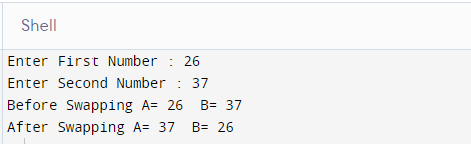 Shell
Enter First Number : 26
Enter Second Number : 37
Before Swapping A= 26  B= 37
After Swapping A= 37  B= 26